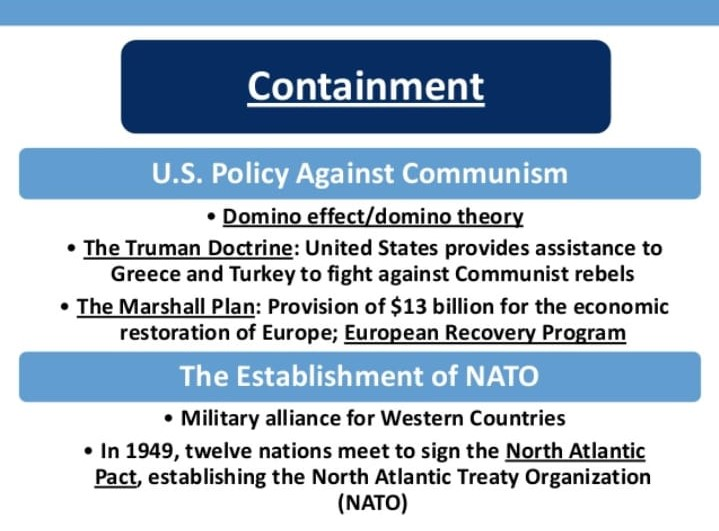 Containment
U.S. Policy Against Communism
• Domino effect/domino theory
• The Truman Doctrine: United States provides assistance to
Greece and Turkey to fight against Communist rebels
• The Marshall Plan: Provision of $13 billion for the economic
restoration of Europe; European Recovery Program
The Establishment of NATO
• Military alliance for Western Countries
• In 1949, twelve nations meet to sign the North Atlantic
Pact, establishing the North Atlantic Treaty Organization
(NATO)